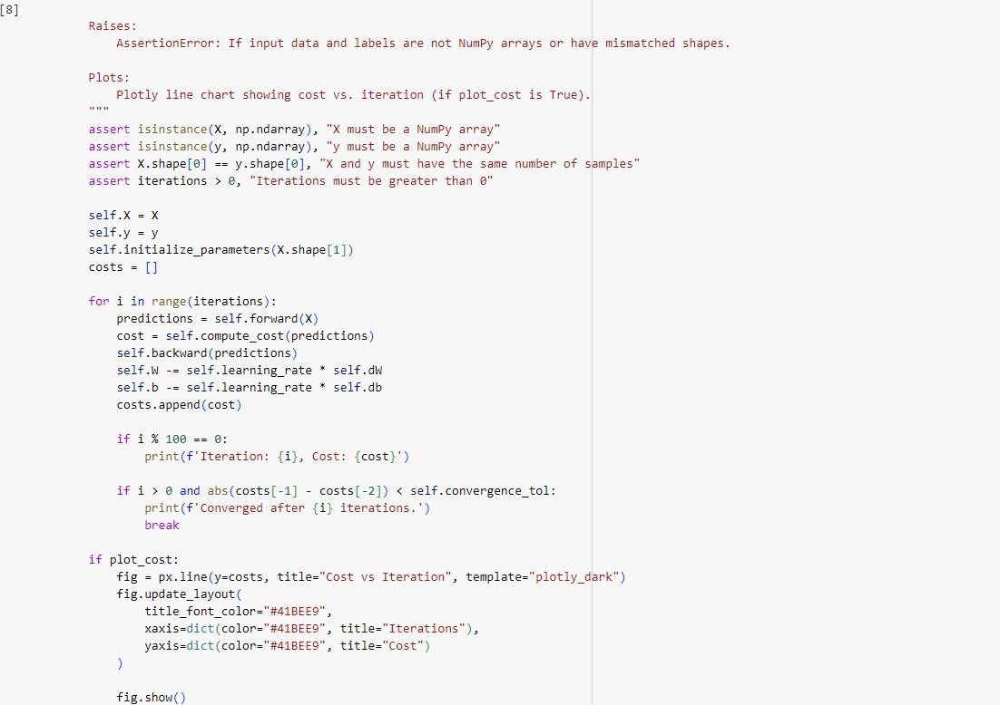 [8]
Raises:
AssertionError: If input data and labels are not NumPy arrays or have mismatched shapes.
Plots:
Plotly line chart showing cost vs. iteration (if plot_cost is True).
"""
assert isinstance(X, np.ndarray), "X must be a NumPy array"
assert isinstance(y, np.ndarray), "y must be a NumPy array"
assert X.shape[0] == y.shape[0], "X and y must have the same number of samples"
assert iterations > 0, "Iterations must be greater than 0"
self.X = X
self.y = y
self.initialize_parameters(X.shape[1])
costs = []
for i in range(iterations):
predictions = self.forward(X)
cost = self.compute_cost(predictions)
self.backward(predictions)
self.W -= self.learning_rate * self.dW
self.b -= self.learning_rate * self.db
costs.append(cost)
if i % 100 == 0:
print(f'Iteration: {i}, Cost: {cost}')
if i > 0 and abs(costs[-1] - costs[-2]) < self.convergence_tol:
print(f'Converged after {i} iterations.')
break
if plot_cost:
fig = px.line(y=costs, title="Cost vs Iteration", template="plotly_dark")
fig.update_layout(
title_font_color="#41BEE9",
xaxis=dict(color="#41BEE9", title="Iterations"),
yaxis=dict(color="#41BEE9", title="Cost")
)
fig.show()